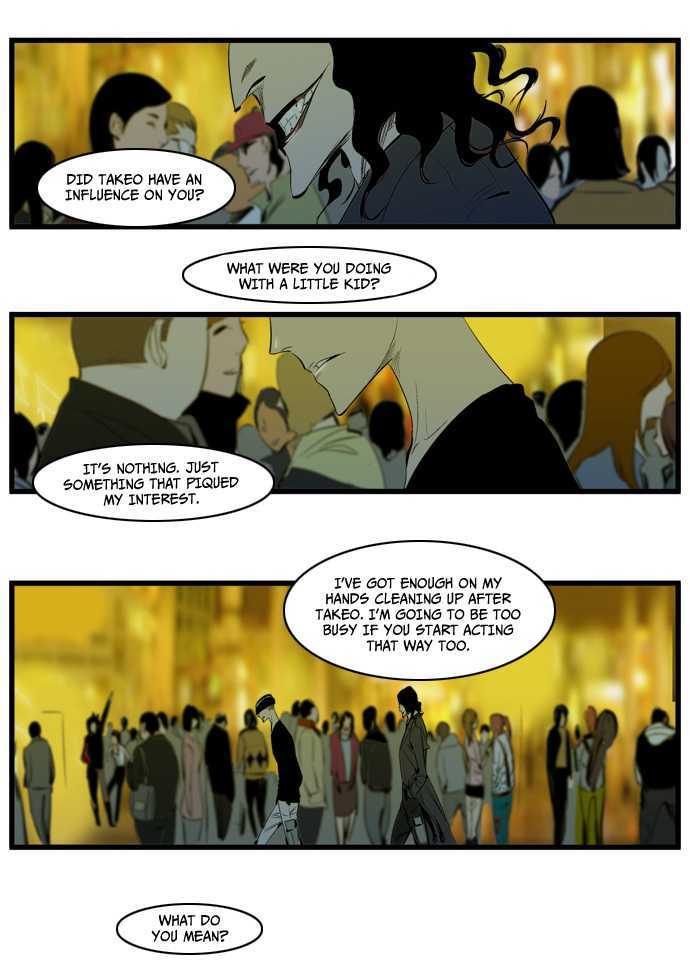 DID TAKEO HAVE AN
INFLUENCE ON YOU?
WHAT WERE YOU DOING
WITH A LITTLE KID?
IT'S NOTHING. JUST
SOMETHING THAT PIQUED
MY INTEREST.
I'VE GOT ENOUGH ON MY
HANDS CLEANING UP AFTER
TAKEO. I'M GOING TO BE TOO
BUSY IF YOU START ACTING
THAT WAY TOO.
WHAT DO
YOU MEAN?